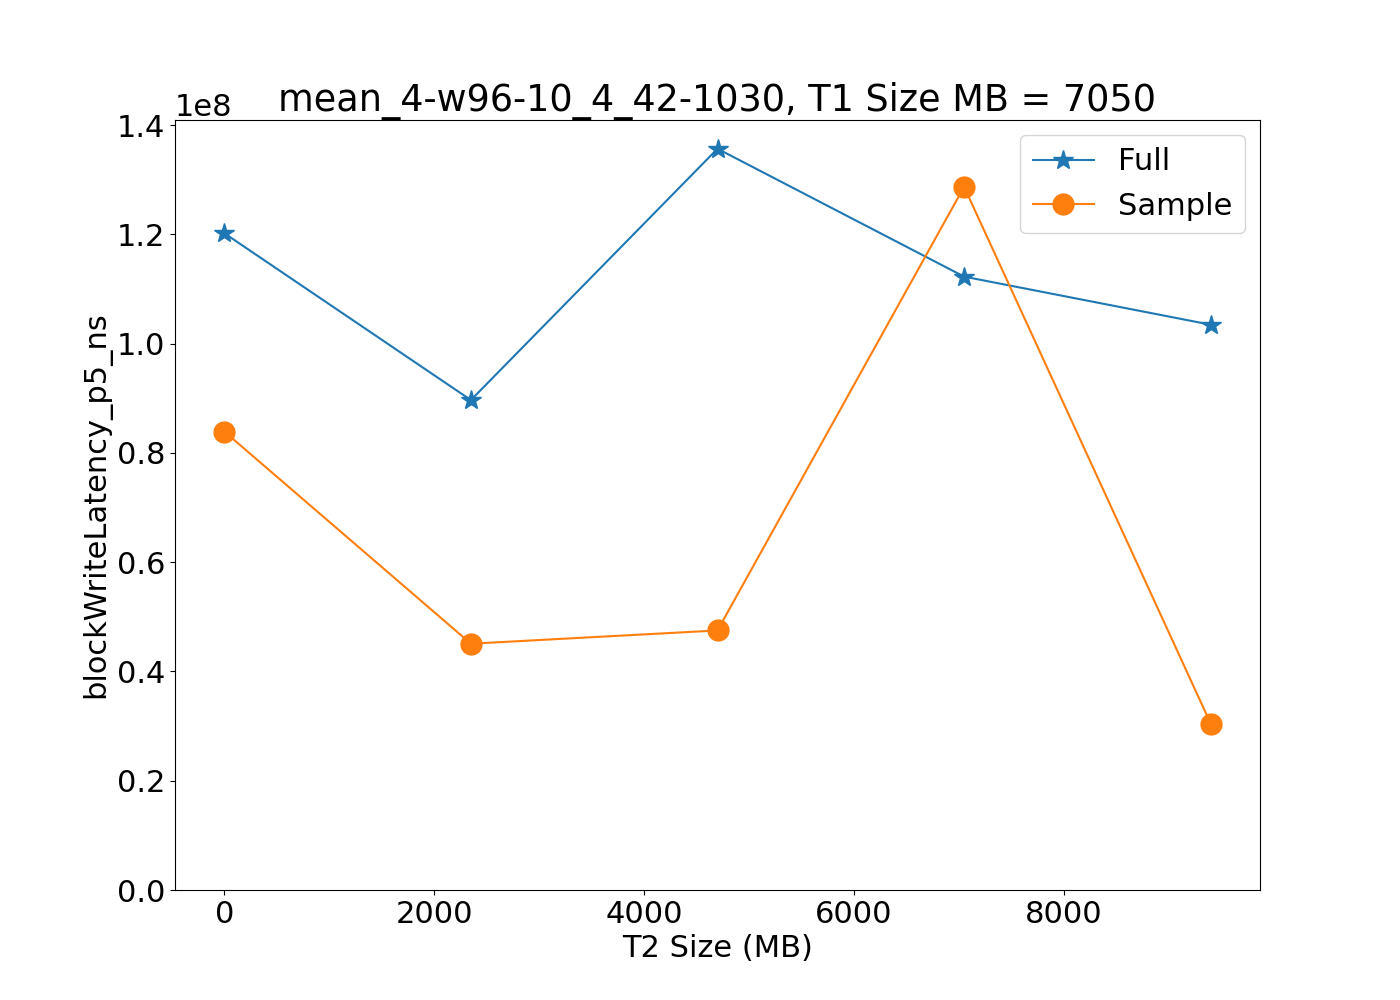 mean_4-w96-10_4_42-1030, T1 Size MB = 7050
1e8
1.4
1.2
1.0
0.8
0.6
0.4
0.2
0.0
blockWriteLatency_p5_ns
Full
Sample
0 2000 4000 6000 8000
T2 Size (MB)